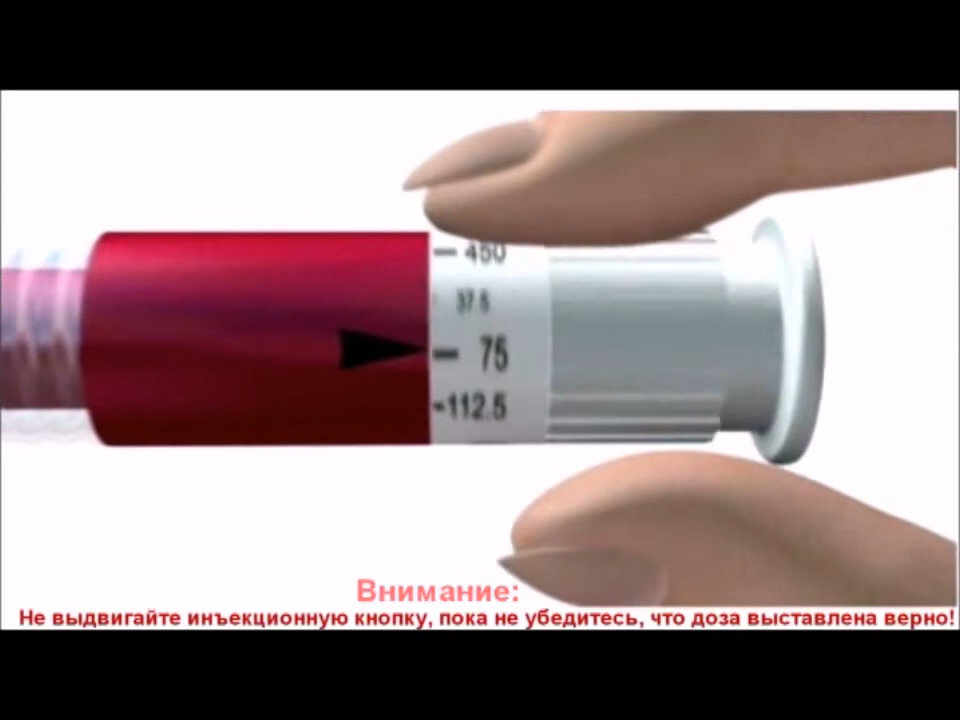 450
37.5
75
112.5
Внимание:
Не выдвигайте инъекционную кнопку, пока не убедитесь, что доза выставлена верно!